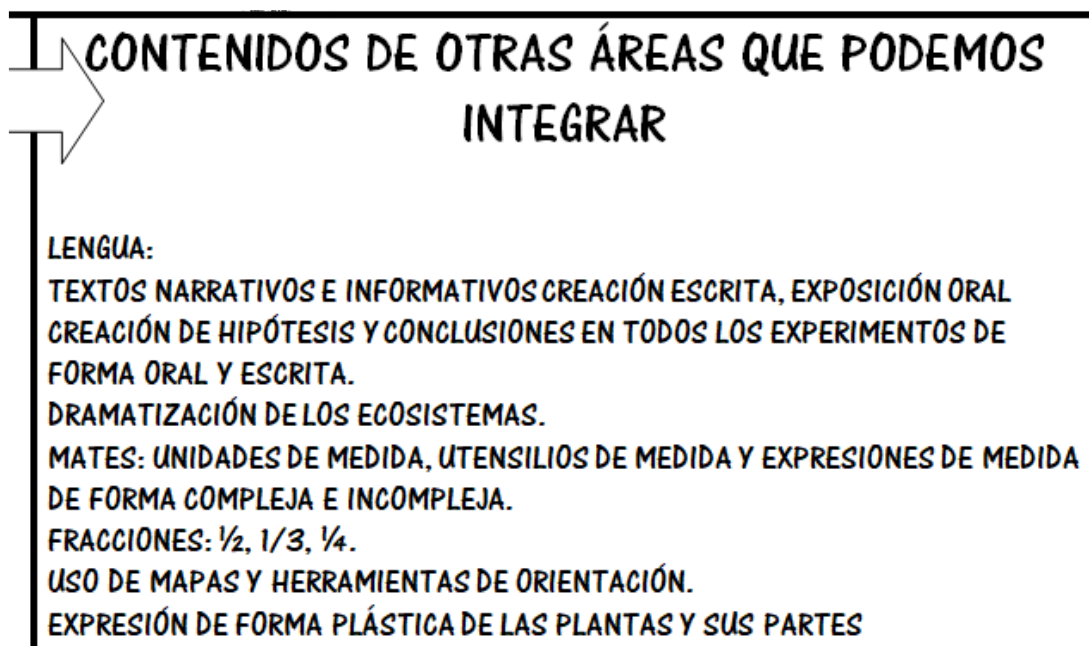 CONTENIDOS DE OTRAS ÁREAS QUE PODEMOS
INTEGRAR
LENGUA:
TEXTOS NARRATIVOS E INFORMATIVOS CREACIÓN ESCRITA, EXPOSICIÓN ORAL
CREACIÓN DE HIPÓTESIS Y CONCLUSIONES EN TODOS LOS EXPERIMENTOS DE
FORMA ORAL Y ESCRITA.
DRAMATIZACIÓN DE LOS ECOSISTEMAS.
MATES: UNIDADES DE MEDIDA, UTENSILIOS DE MEDIDA Y EXPRESIONES DE MEDIDA
DE FORMA COMPLEJA E INCOMPLEJA.
FRACCIONES: ½, 1/3, ¼.
USO DE MAPAS Y HERRAMIENTAS DE ORIENTACIÓN.
EXPRESIÓN DE FORMA PLÁSTICA DE LAS PLANTAS Y SUS PARTES